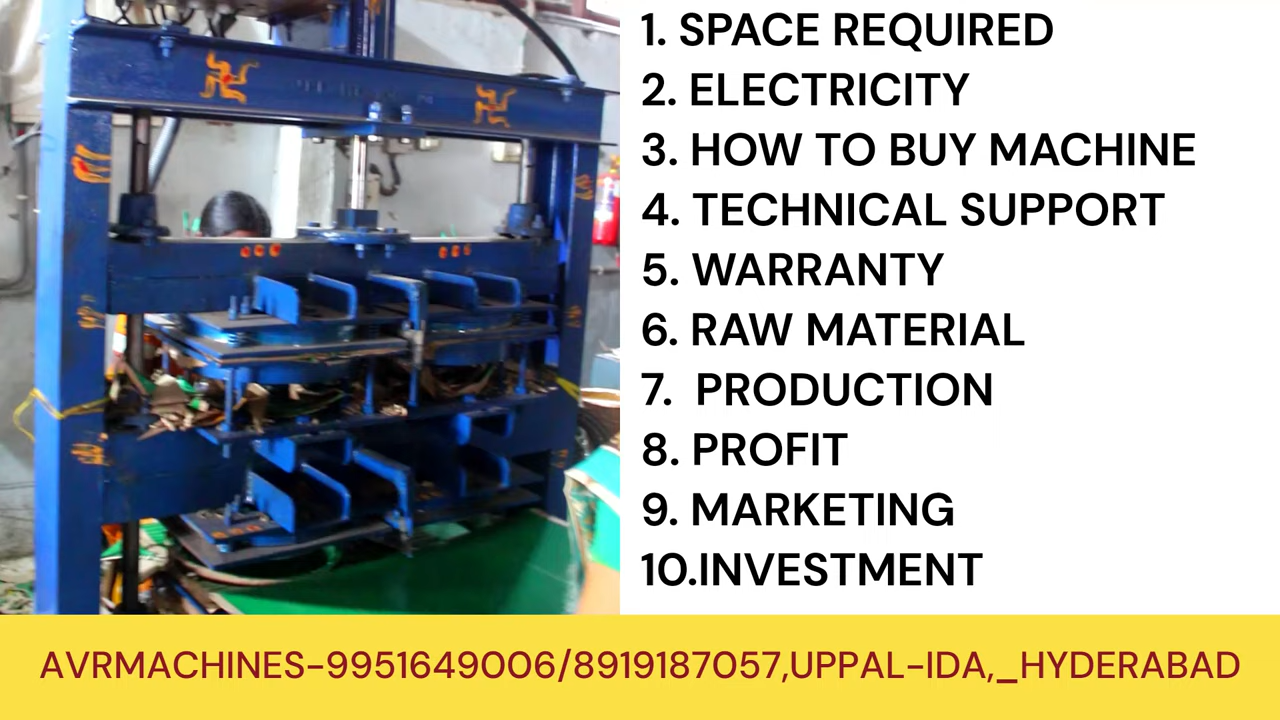 1. SPACE REQUIRED
2. ELECTRICITY
3. HOW TO BUY MACHINE
4. TECHNICAL SUPPORT
5. WARRANTY
6. RAW MATERIAL
7. PRODUCTION
8. PROFIT
9. MARKETING
10.INVESTMENT
AVRMACHINES-9951649006/8919187057,UPPAL-IDA,_HYDERABAD